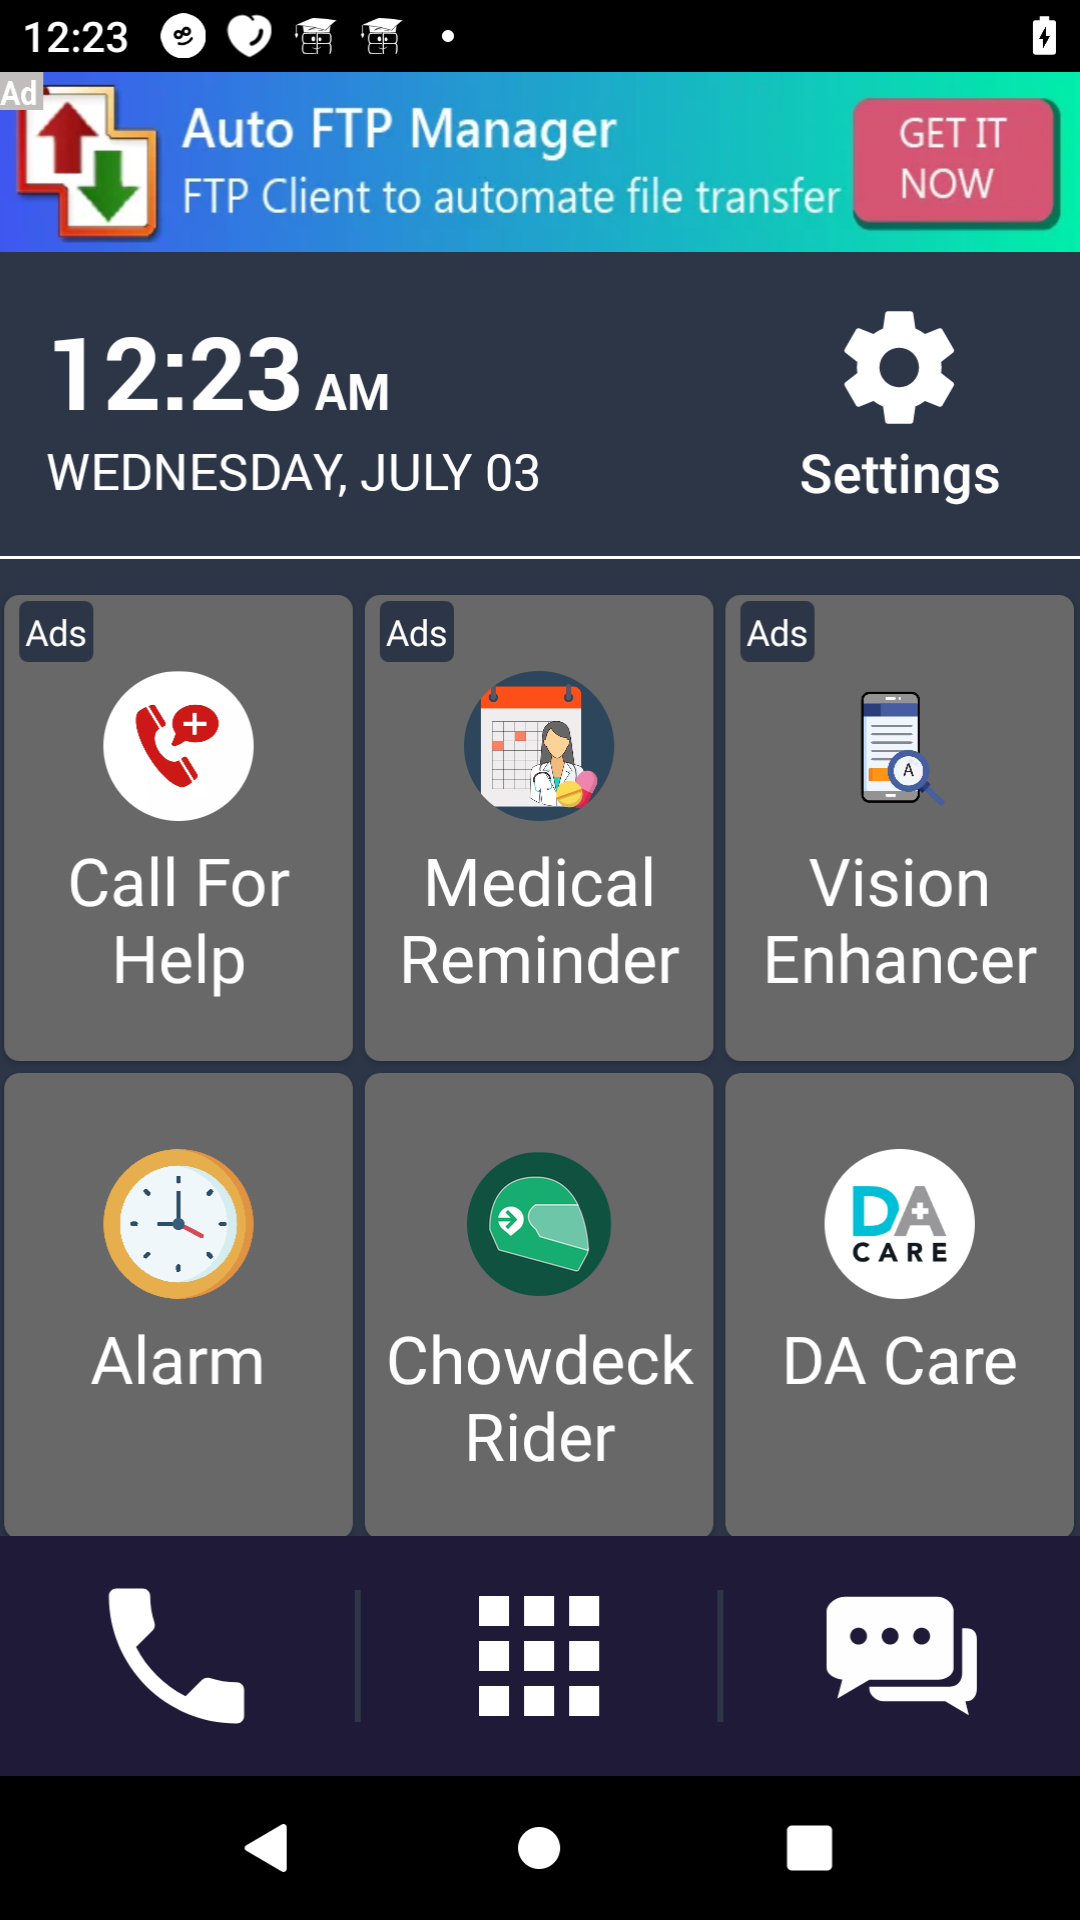 12:23
Ad
Auto FTP Manager
FTP Client to automate file transfer
GET IT
NOW
12:23 AM
WEDNESDAY, JULY 03
Settings
Ads
Ads
Ads
A
Call For
Help
Medical
Reminder
Vision
Enhancer
DA
CARE
Alarm
Chowdeck
Rider
DA Care